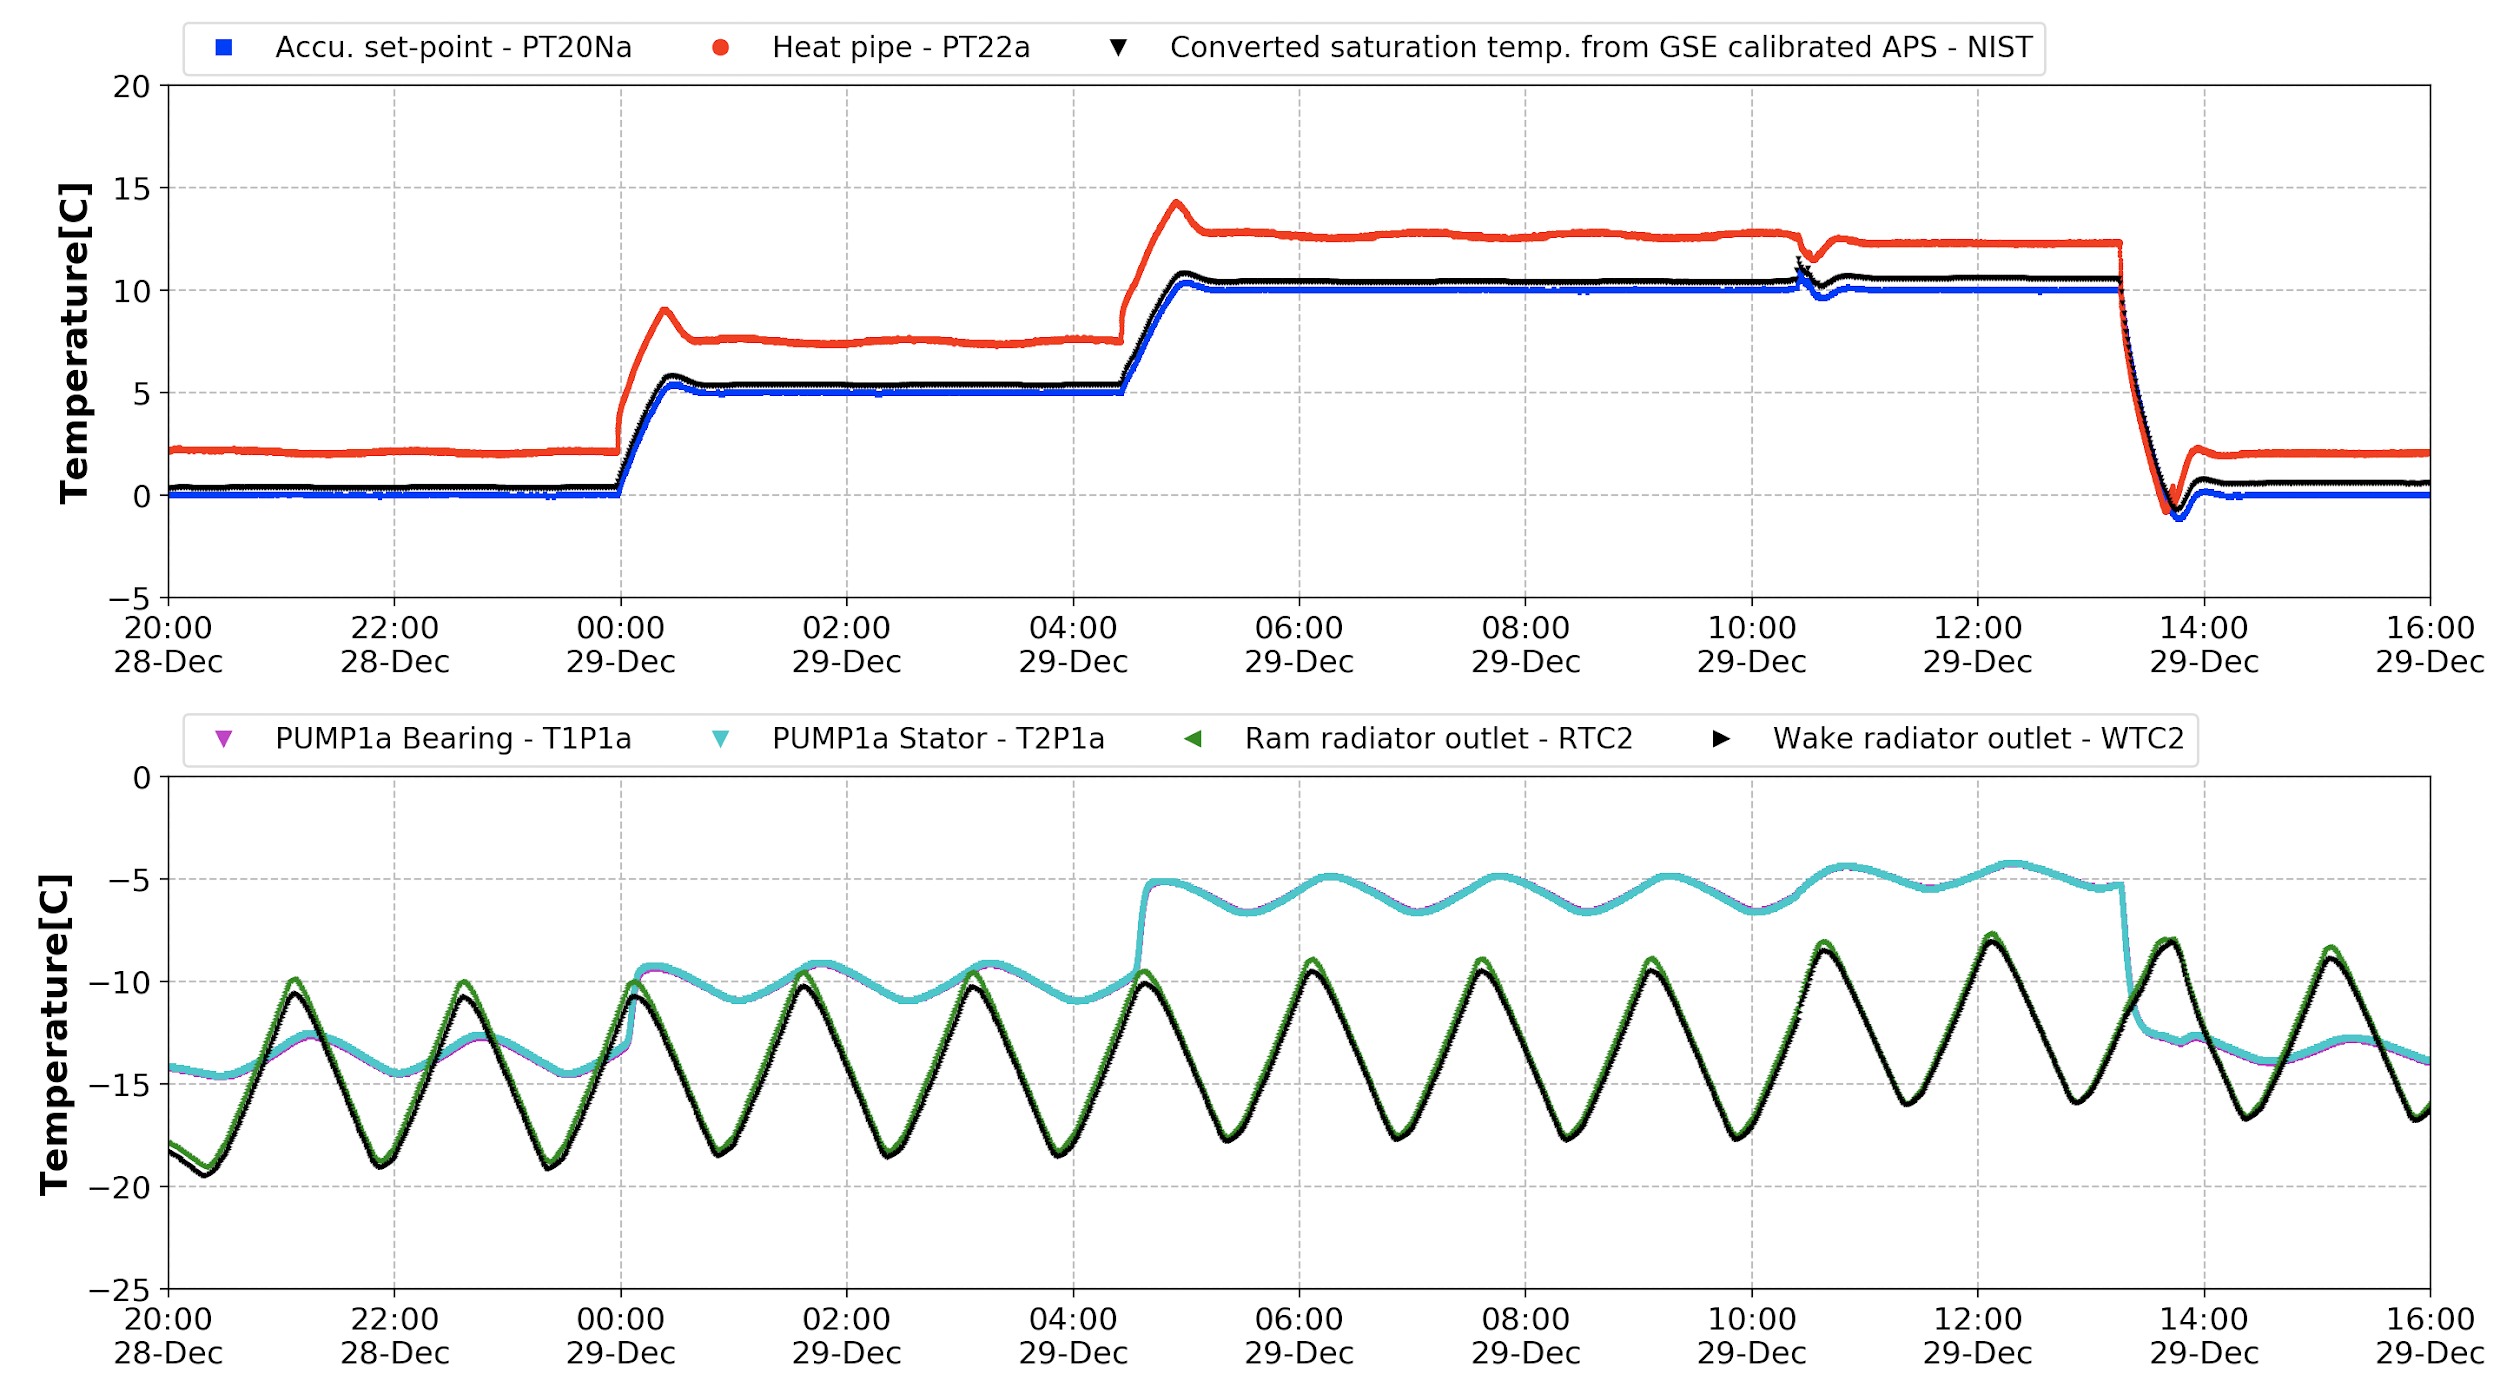 Accu. set-point - PT20Na Heat pipe - PT22a Converted saturation temp. from GSE calibrated APS - NIST
Temperature[C]
20
15
10
5
0
−5
20:00 22:00 00:00 02:00 04:00 06:00 08:00 10:00 12:00 14:00 16:00
28-Dec 28-Dec 29-Dec 29-Dec 29-Dec 29-Dec 29-Dec 29-Dec 29-Dec 29-Dec 29-Dec
PUMP1a Bearing - T1P1a PUMP1a Stator - T2P1a Ram radiator outlet - RTC2 Wake radiator outlet - WTC2
Temperature[C]
0
−5
−10
−15
−20
−25
20:00 22:00 00:00 02:00 04:00 06:00 08:00 10:00 12:00 14:00 16:00
28-Dec 28-Dec 29-Dec 29-Dec 29-Dec 29-Dec 29-Dec 29-Dec 29-Dec 29-Dec 29-Dec